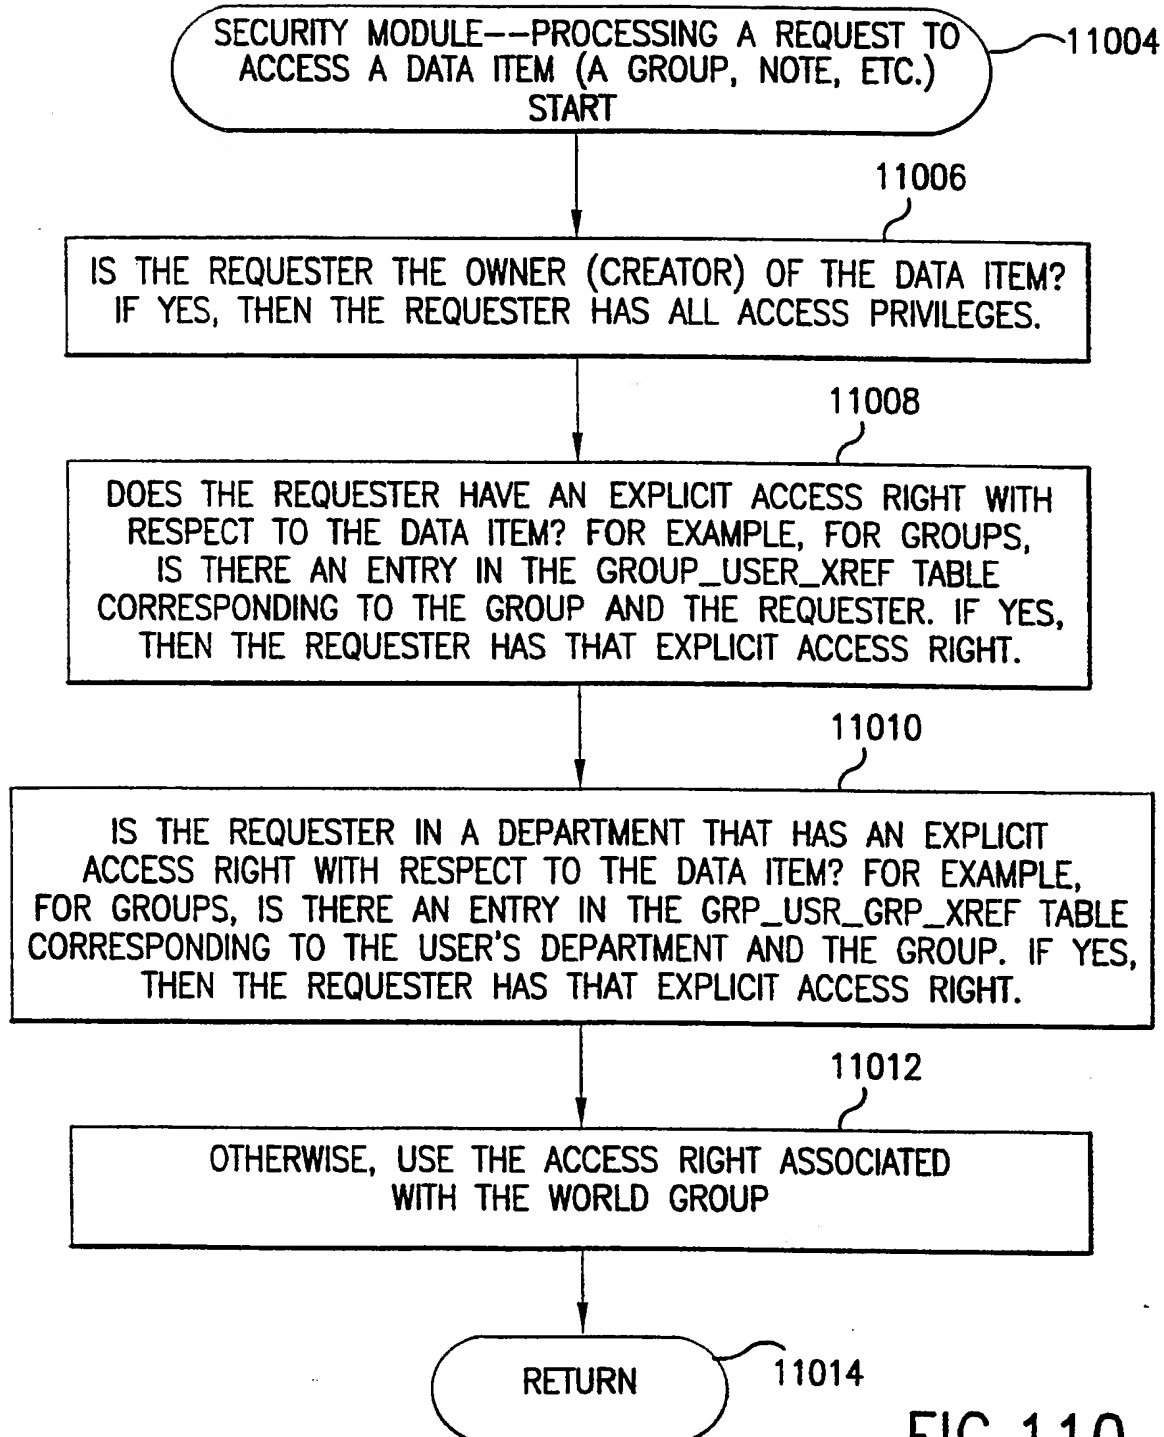 SECURITY MODULE--PROCESSING A REQUEST TO
ACCESS A DATA ITEM (A GROUP, NOTE, ETC.)
START
11004
11006
IS THE REQUESTER THE OWNER (CREATOR) OF THE DATA ITEM?
IF YES, THEN THE REQUESTER HAS ALL ACCESS PRIVILEGES.
11008
DOES THE REQUESTER HAVE AN EXPLICIT ACCESS RIGHT WITH
RESPECT TO THE DATA ITEM? FOR EXAMPLE, FOR GROUPS,
IS THERE AN ENTRY IN THE GROUP_USER_XREF TABLE
CORRESPONDING TO THE GROUP AND THE REQUESTER. IF YES,
THEN THE REQUESTER HAS THAT EXPLICIT ACCESS RIGHT.
11010
IS THE REQUESTER IN A DEPARTMENT THAT HAS AN EXPLICIT
ACCESS RIGHT WITH RESPECT TO THE DATA ITEM? FOR EXAMPLE,
FOR GROUPS, IS THERE AN ENTRY IN THE GRP_USR_GRP_XREF TABLE
CORRESPONDING TO THE USER'S DEPARTMENT AND THE GROUP. IF YES,
THEN THE REQUESTER HAS THAT EXPLICIT ACCESS RIGHT.
11012
OTHERWISE, USE THE ACCESS RIGHT ASSOCIATED
WITH THE WORLD GROUP
RETURN
11014
FIG. 110